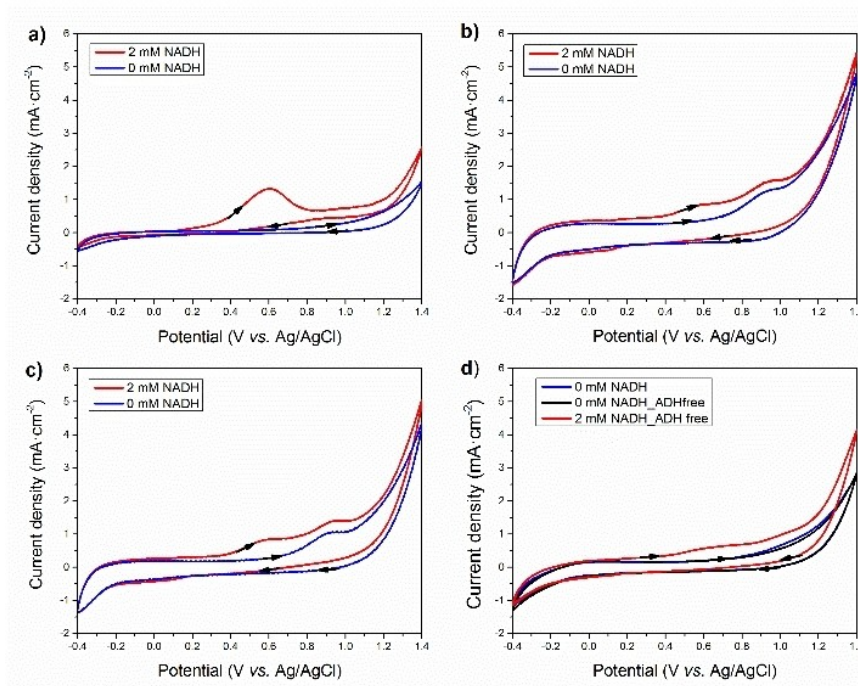 a)
2 mM NADH
0 mM NADH
Current density (mA·cm⁻²)
6
5
4
3
2
1
0
-1
-2
-0.4 -0.2 0.0 0.2 0.4 0.6 0.8 1.0 1.2 1.4
Potential (V vs. Ag/AgCl)
b)
2 mM NADH
0 mM NADH
Current density (mA·cm⁻²)
6
5
4
3
2
1
0
-1
-2
-0.4 -0.2 0.0 0.2 0.4 0.6 0.8 1.0 1.2 1.4
Potential (V vs. Ag/AgCl)
c)
2 mM NADH
0 mM NADH
Current density (mA·cm⁻²)
6
5
4
3
2
1
0
-1
-2
-0.4 -0.2 0.0 0.2 0.4 0.6 0.8 1.0 1.2 1.4
Potential (V vs. Ag/AgCl)
d)
0 mM NADH
0 mM NADH_ADHfree
2 mM NADH_ADH free
Current density (mA·cm⁻²)
6
5
4
3
2
1
0
-1
-2
-0.4 -0.2 0.0 0.2 0.4 0.6 0.8 1.0 1.2 1.4
Potential (V vs. Ag/AgCl)